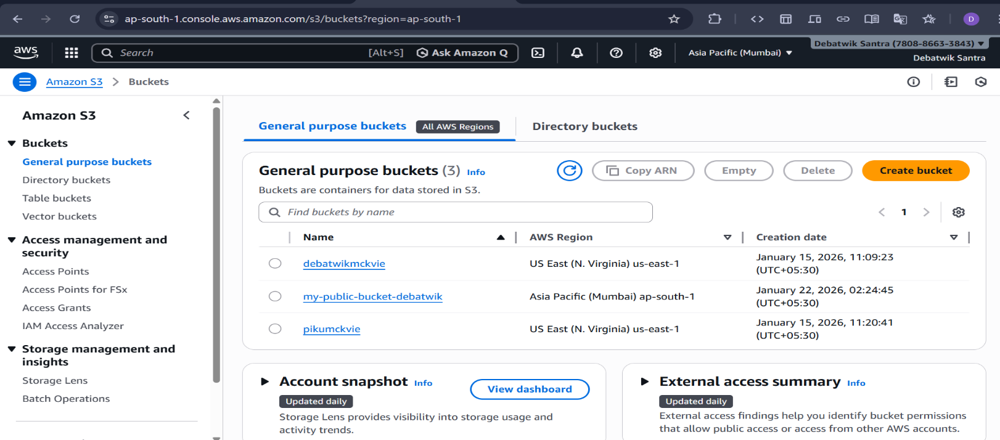 ap-south-1.console.aws.amazon.com/s3/buckets?region=ap-south-1
D
aws
Search
[Alt+S]
Ask Amazon Q
Asia Pacific (Mumbai)
Debatwik Santra (7808-8663-3843)
Debatwik Santra
Amazon S3 > Buckets
Amazon S3
Buckets
General purpose buckets
Directory buckets
Table buckets
Vector buckets
Access management and
security
Access Points
Access Points for FSx
Access Grants
IAM Access Analyzer
Storage management and
insights
Storage Lens
Batch Operations
General purpose buckets All AWS Regions
Directory buckets
General purpose buckets (3) Info
Copy ARN
Empty
Delete
Create bucket
Buckets are containers for data stored in S3.
Find buckets by name
1
Name AWS Region Creation date
debatwikmckvie US East (N. Virginia) us-east-1 January 15, 2026, 11:09:23
(UTC+05:30)
my-public-bucket-debatwik Asia Pacific (Mumbai) ap-south-1 January 22, 2026, 02:24:45
(UTC+05:30)
pikumckvie US East (N. Virginia) us-east-1 January 15, 2026, 11:20:41
(UTC+05:30)
Account snapshot Info
View dashboard
Updated daily
Storage Lens provides visibility into storage usage and
activity trends.
External access summary Info
Updated daily
External access findings help you identify bucket permissions
that allow public access or access from other AWS accounts.